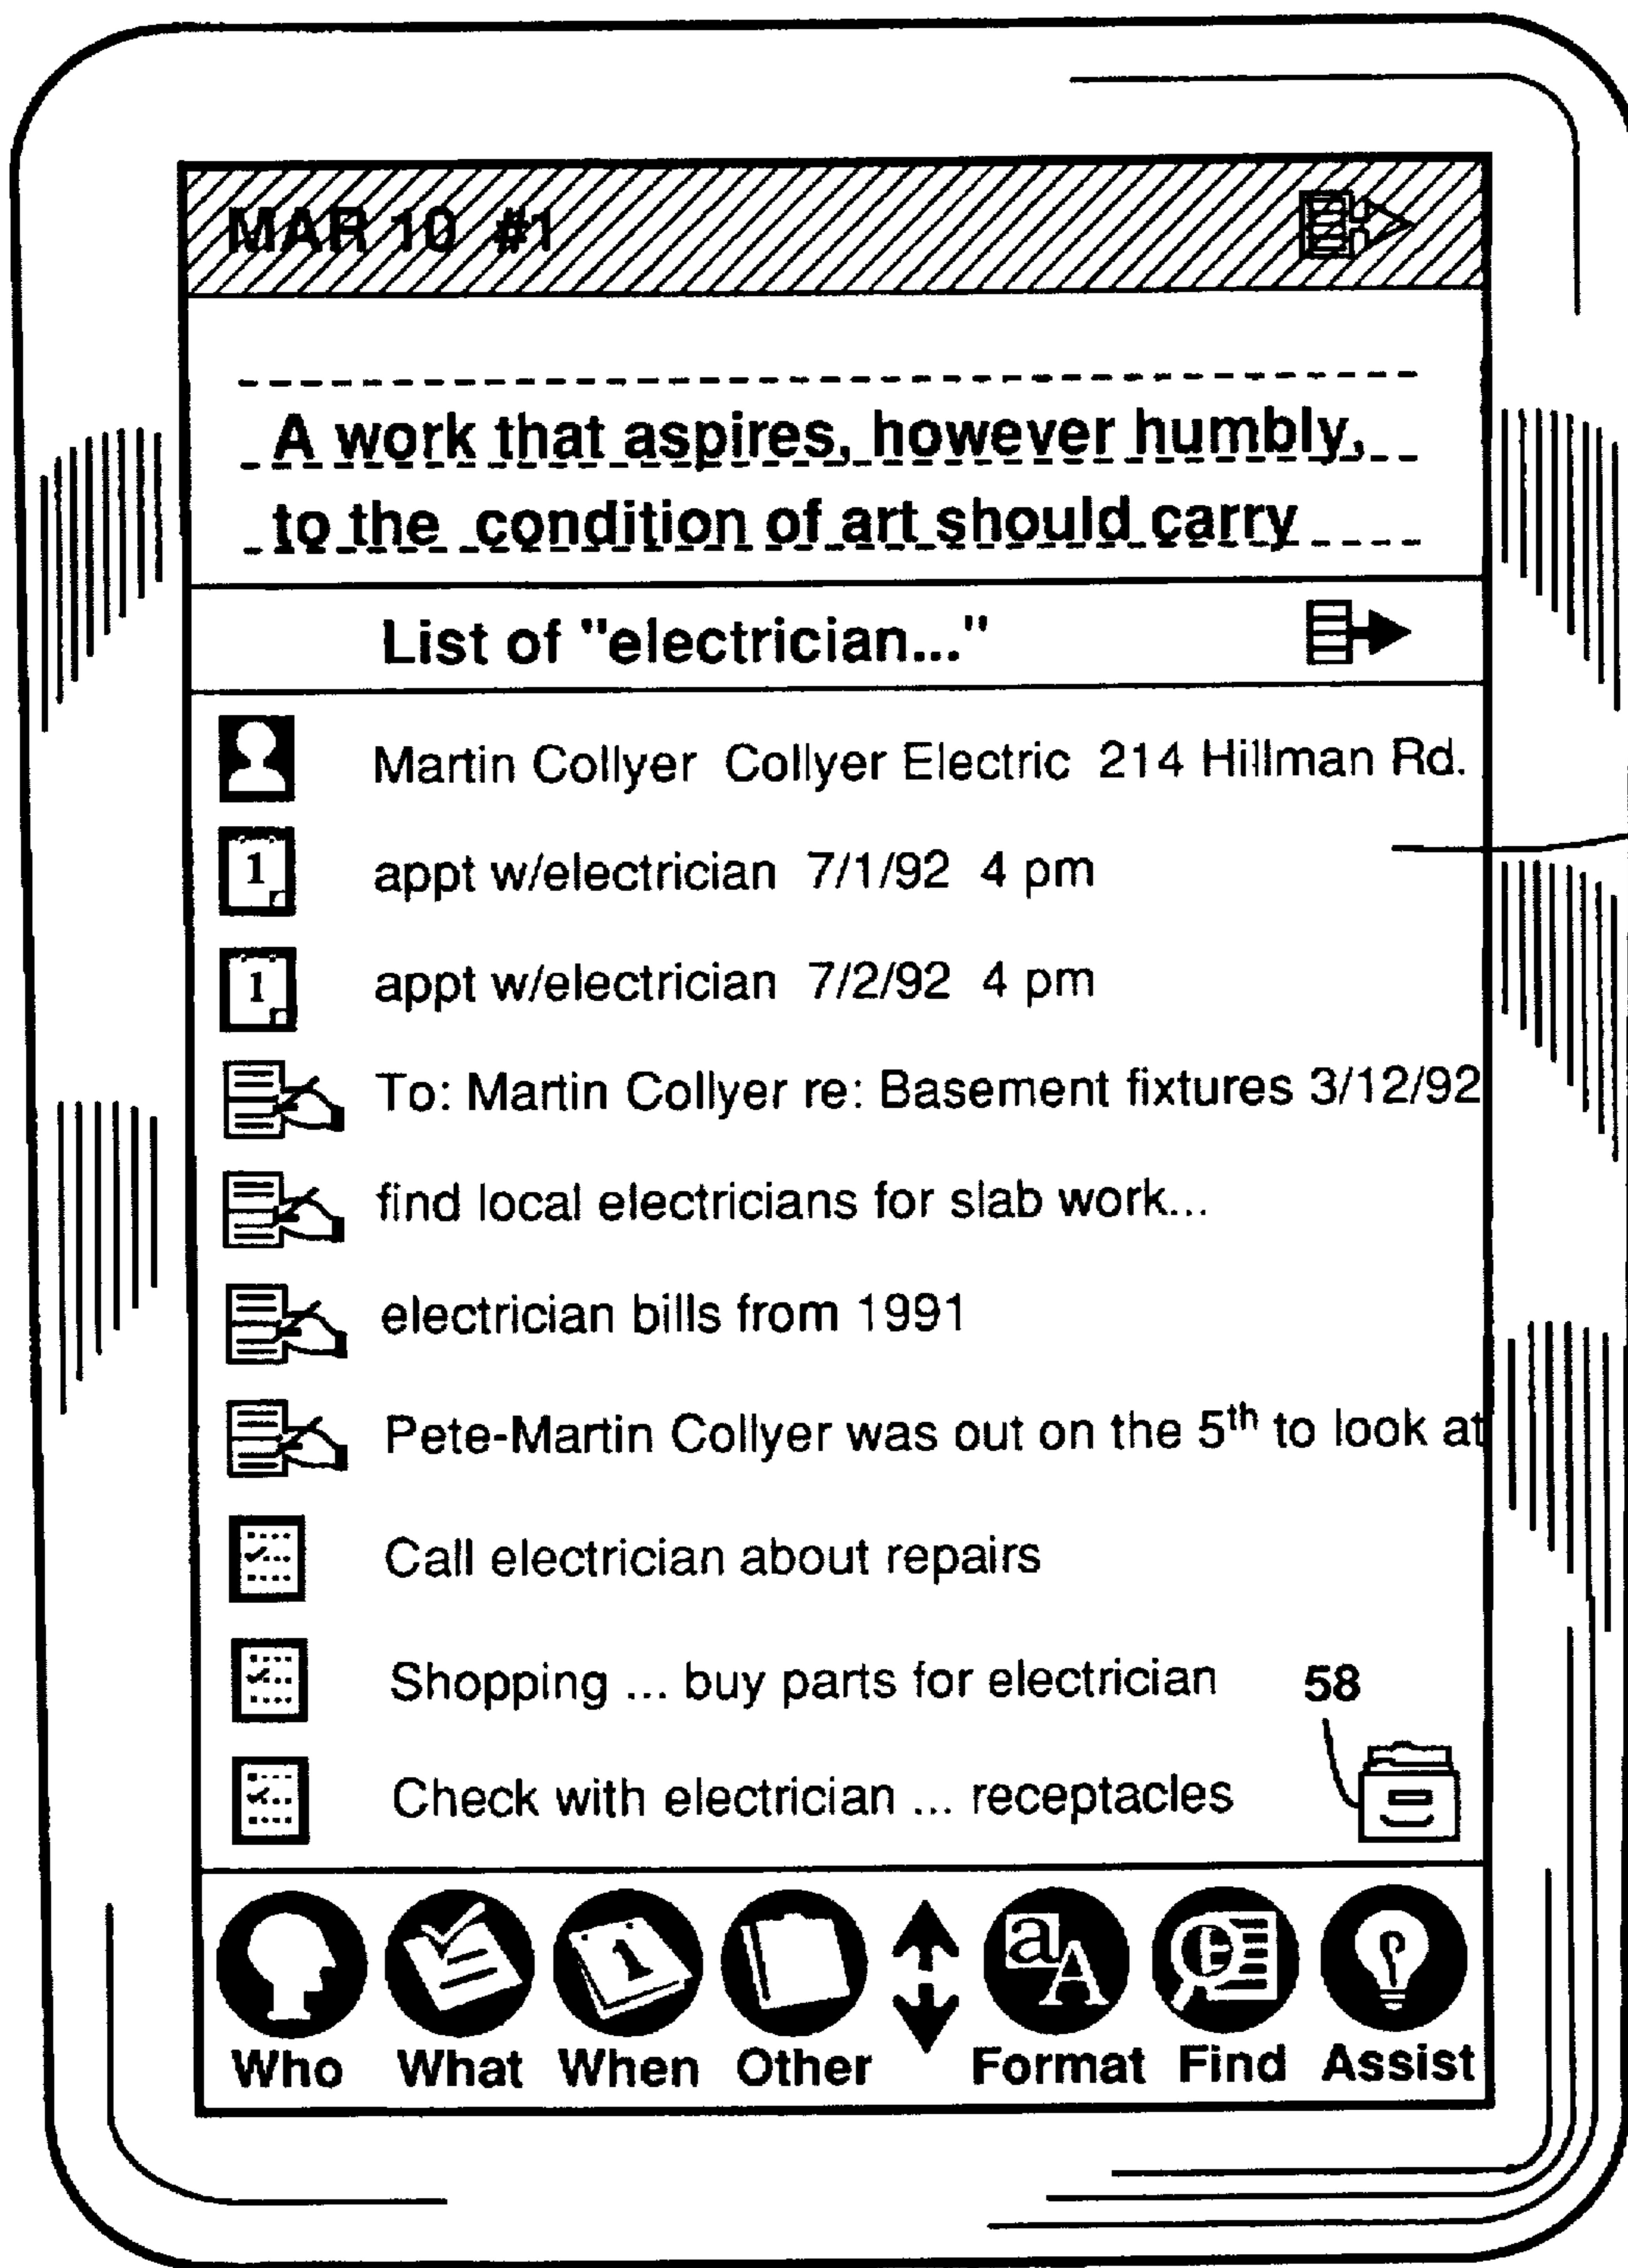 MAR 10 #1
A work that aspires, however humbly,
to the condition of art should carry
List of "electrician..."
Martin Collyer Collyer Electric 214 Hillman Rd.
1 appt w/electrician 7/1/92 4 pm
1 appt w/electrician 7/2/92 4 pm
To: Martin Collyer re: Basement fixtures 3/12/92
find local electricians for slab work...
electrician bills from 1991
Pete-Martin Collyer was out on the 5th to look at
Call electrician about repairs
Shopping ... buy parts for electrician 58
Check with electrician ... receptacles
1 aA e
Who What When Other Format Find Assist